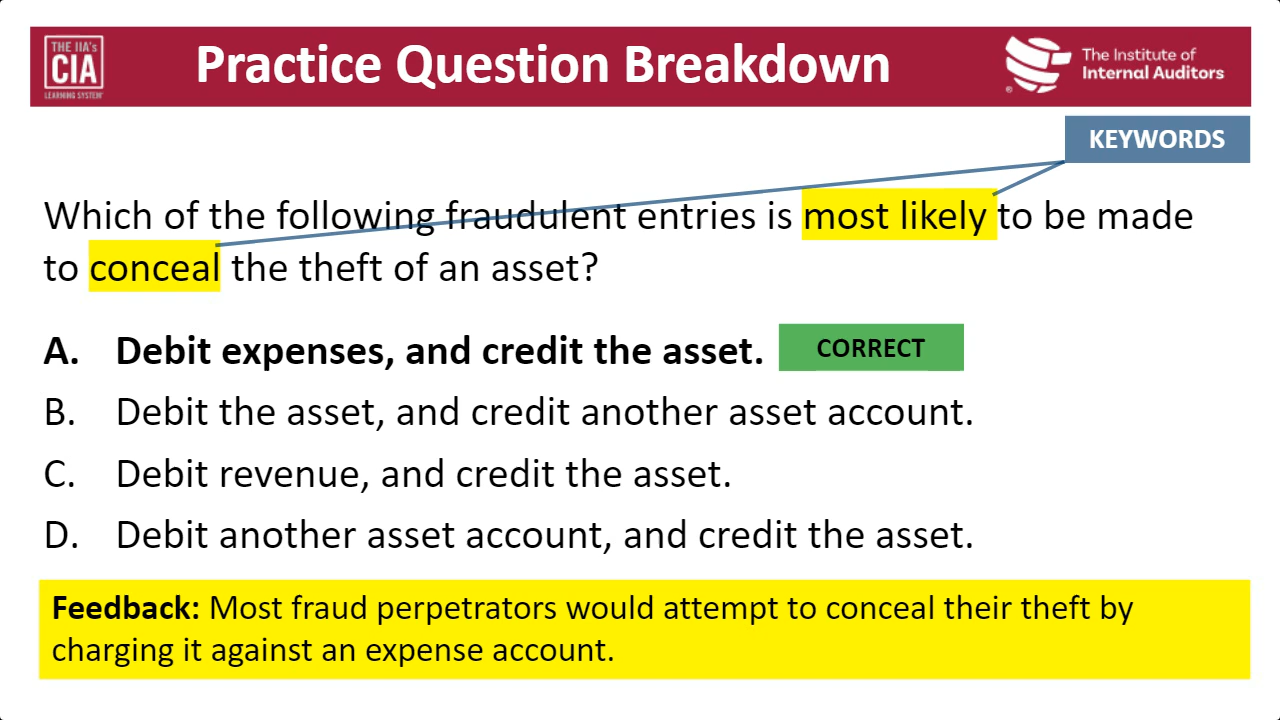 THE IIA's
CIA
LEARNING SYSTEM®
Practice Question Breakdown
®
The Institute of
Internal Auditors
KEYWORDS
Which of the following fraudulent entries is most likely to be made
to conceal the theft of an asset?
A. Debit expenses, and credit the asset.
CORRECT
B. Debit the asset, and credit another asset account.
C. Debit revenue, and credit the asset.
D. Debit another asset account, and credit the asset.
Feedback: Most fraud perpetrators would attempt to conceal their theft by
charging it against an expense account.